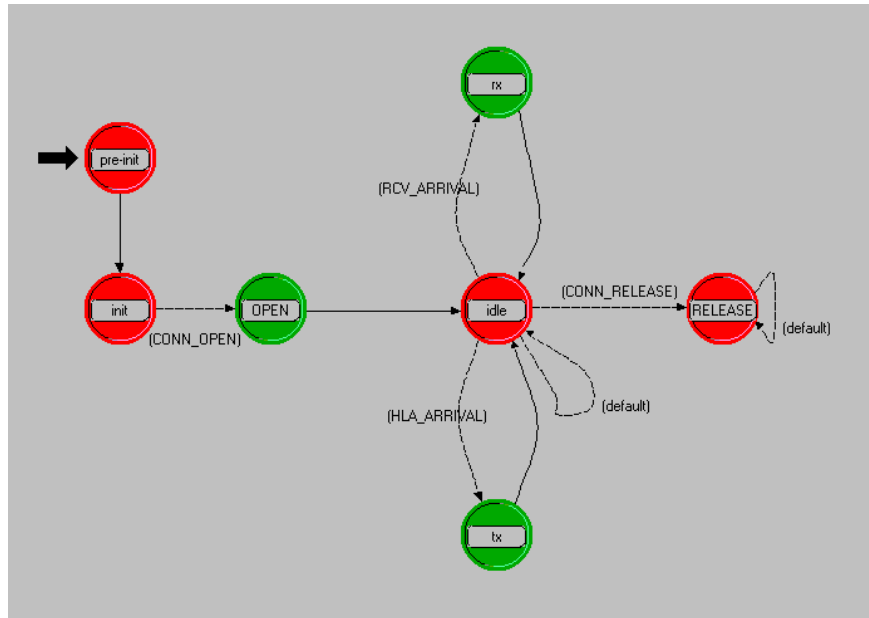 rx
pre-init
(RCV_ARRIVAL)
init
OPEN
idle
(CONN_RELEASE)
RELEASE
(CONN_OPEN)
(default)
(HLA_ARRIVAL)
(default)
tx